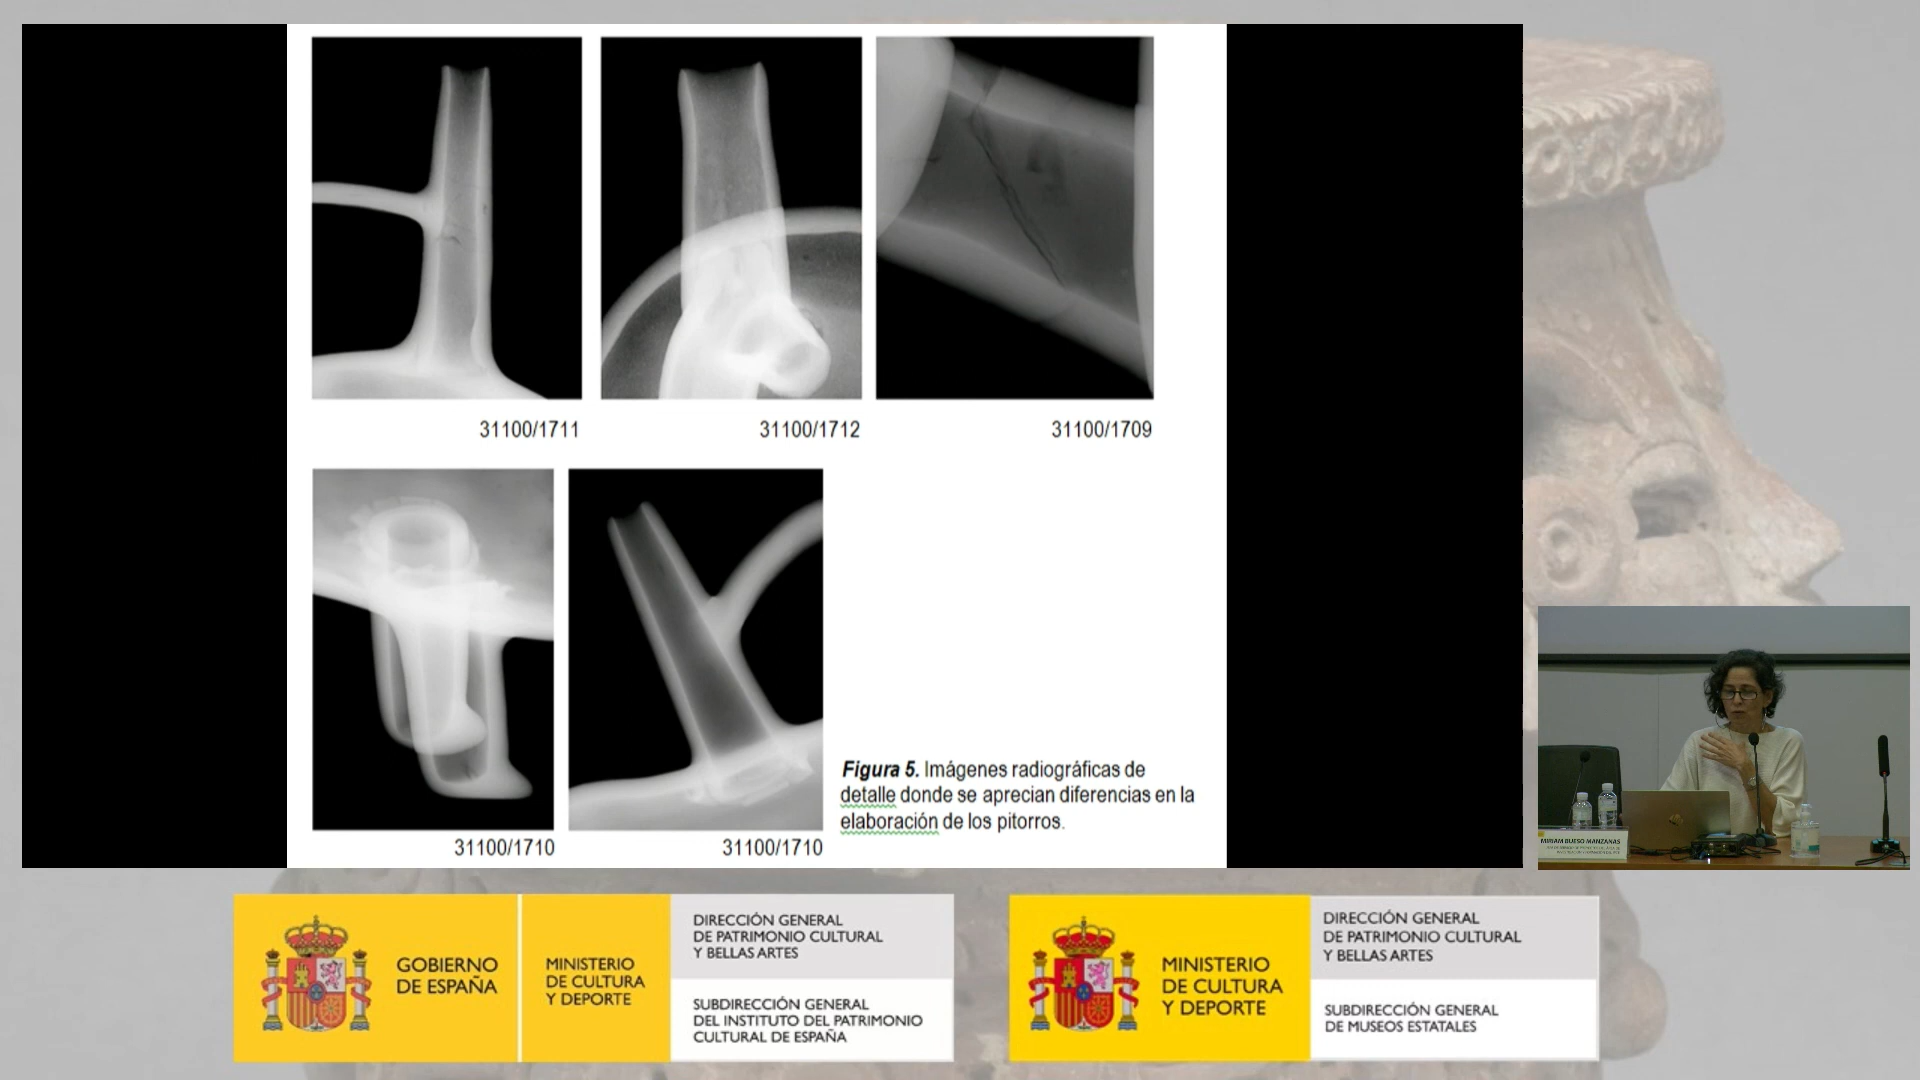 31100/1711
31100/1712
31100/1709
31100/1710
31100/1710
Figura 5. Imágenes radiográficas de
detalle donde se aprecian diferencias en la
elaboración de los pitorros.
MIRIAM BUESO MANZANAS
GOBIERNO
DE ESPAÑA
MINISTERIO
DE CULTURA
Y DEPORTE
DIRECCIÓN GENERAL
DE PATRIMONIO CULTURAL
Y BELLAS ARTES
SUBDIRECCIÓN GENERAL
DEL INSTITUTO DEL PATRIMONIO
CULTURAL DE ESPAÑA
MINISTERIO
DE CULTURA
Y DEPORTE
DIRECCIÓN GENERAL
DE PATRIMONIO CULTURAL
Y BELLAS ARTES
SUBDIRECCIÓN GENERAL
DE MUSEOS ESTATALES